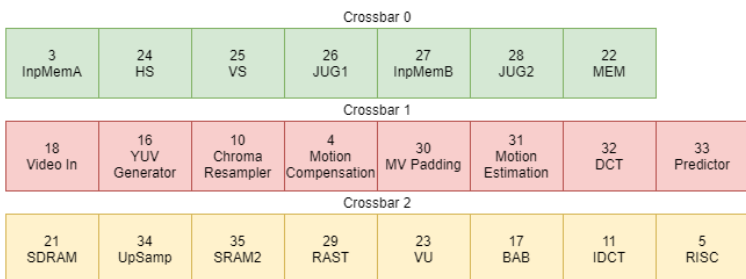 Crossbar 0
3 24 25 26 27 28 22
InpMemA HS VS JUG1 InpMemB JUG2 MEM
Crossbar 1
18
Video In
16
YUV
Generator
10
Chroma
Resampler
4
Motion
Compensation
30
MV Padding
31
Motion
Estimation
32
DCT
33
Predictor
Crossbar 2
21 34 35 29 23 17 11 5
SDRAM UpSamp SRAM2 RAST VU BAB IDCT RISC